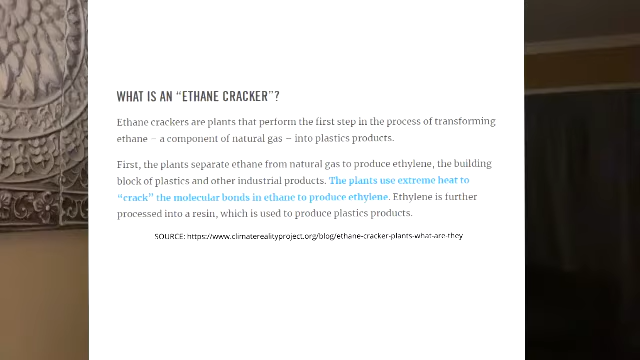 WHAT IS AN “ETHANE CRACKER”?
Ethane crackers are plants that perform the first step in the process of transforming
ethane – a component of natural gas – into plastics products.
First, the plants separate ethane from natural gas to produce ethylene, the building
block of plastics and other industrial products. The plants use extreme heat to
“crack” the molecular bonds in ethane to produce ethylene. Ethylene is further
processed into a resin, which is used to produce plastics products.
SOURCE: https://www.climaterealityproject.org/blog/ethane-cracker-plants-what-are-they